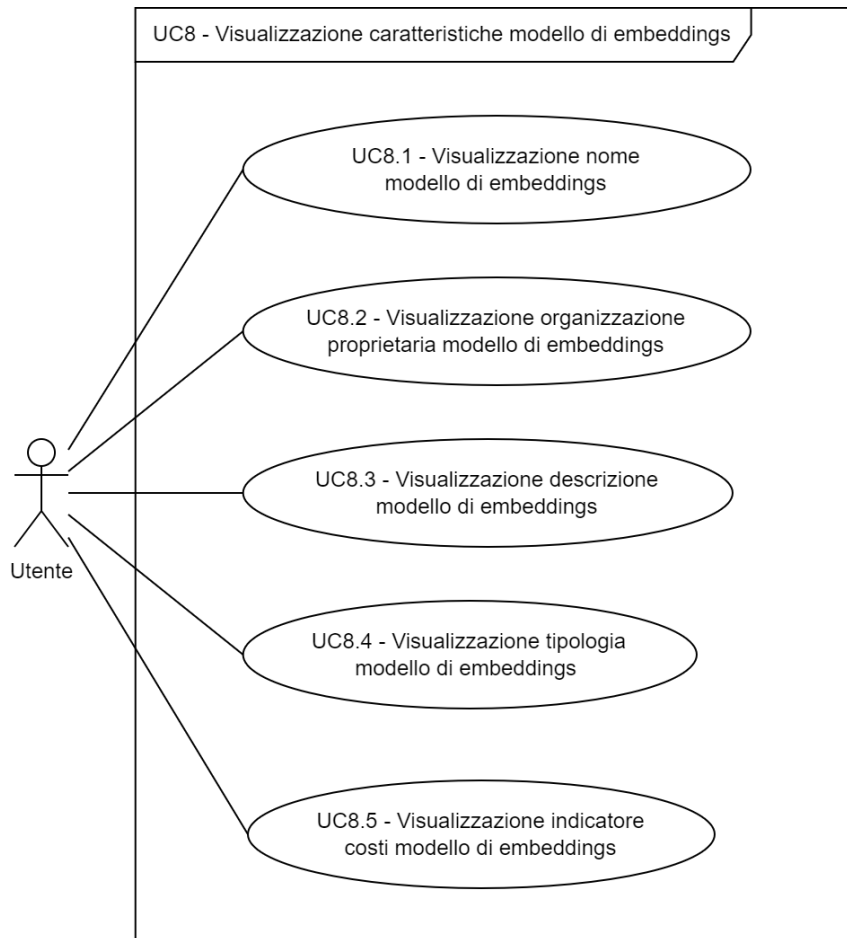 UC8 - Visualizzazione caratteristiche modello di embeddings
UC8.1 - Visualizzazione nome
modello di embeddings
UC8.2 - Visualizzazione organizzazione
proprietaria modello di embeddings
UC8.3 - Visualizzazione descrizione
modello di embeddings
Utente
UC8.4 - Visualizzazione tipologia
modello di embeddings
UC8.5 - Visualizzazione indicatore
costi modello di embeddings